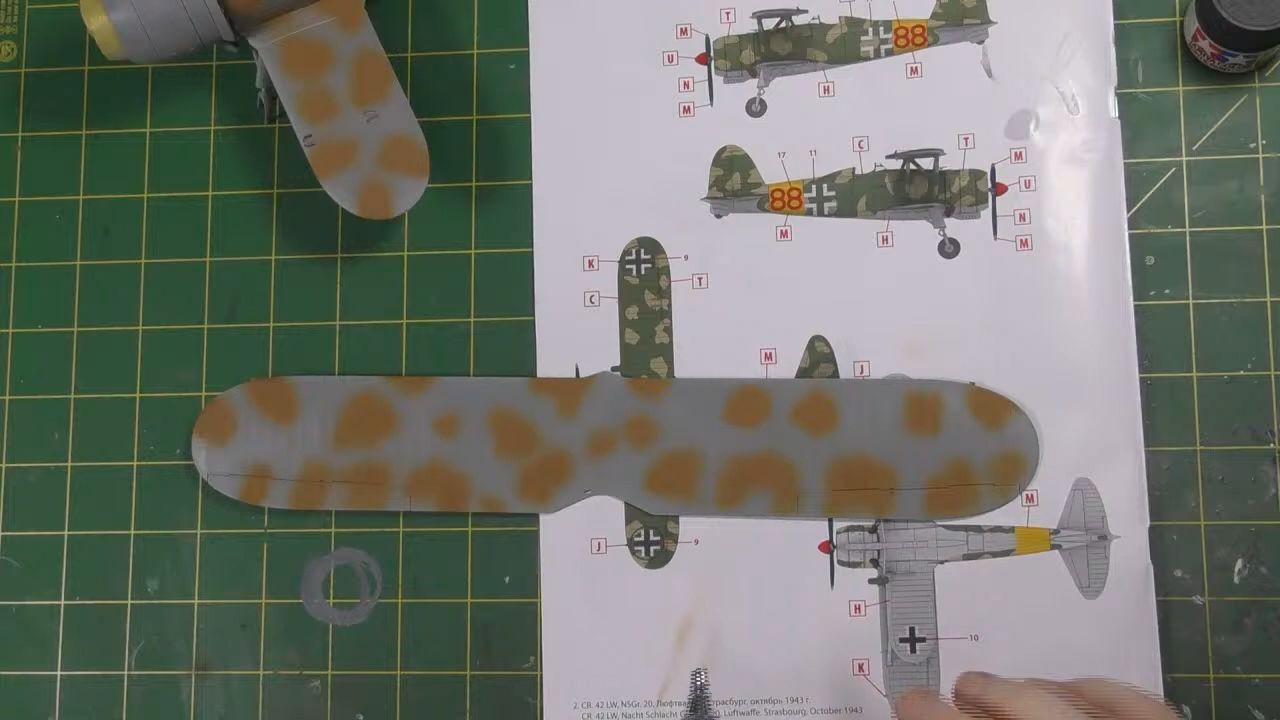 T
M
U
88
N
M
H
M
17
11
C
T
M
88
U
M
H
N
M
K
9
T
C
M
J
J
9
M
H
10
K
2. CR. 42 LW, NSGr. 20, октябрь 1943 г.
CR. 42 LW, Nacht Schlacht 20, Luftwaffe, Strasbourg, October 1943